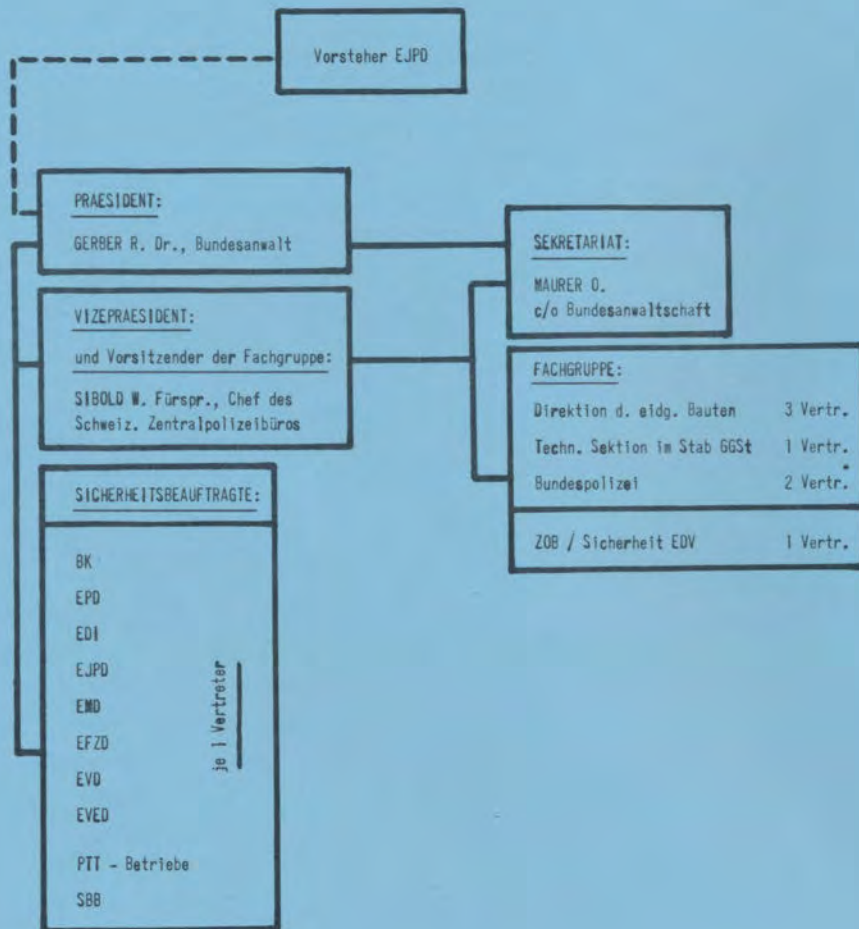 Vorsteher EJPD
PRAESIDENT:
GERBER R. Dr., Bundesanwalt
VIZEPRAESIDENT:
und Vorsitzender der Fachgruppe:
SIBOLD W. Fürspr., Chef des
Schweiz. Zentralpolizeibüros
SICHERHEITSBEAUFTRAGTE:
BK
EPD
EDI
EJPD
EMD
EFZD
EVD
EVED
PTT - Betriebe
SBB
je 1 Vertreter
SEKRETARIAT:
MAURER O.
c/o Bundesanwaltschaft
FACHGRUPPE:
Direktion d. eidg. Bauten 3 Vertr.
Techn. Sektion im Stab GGSt 1 Vertr.
Bundespolizei 2 Vertr.
ZOB / Sicherheit EDV 1 Vertr.